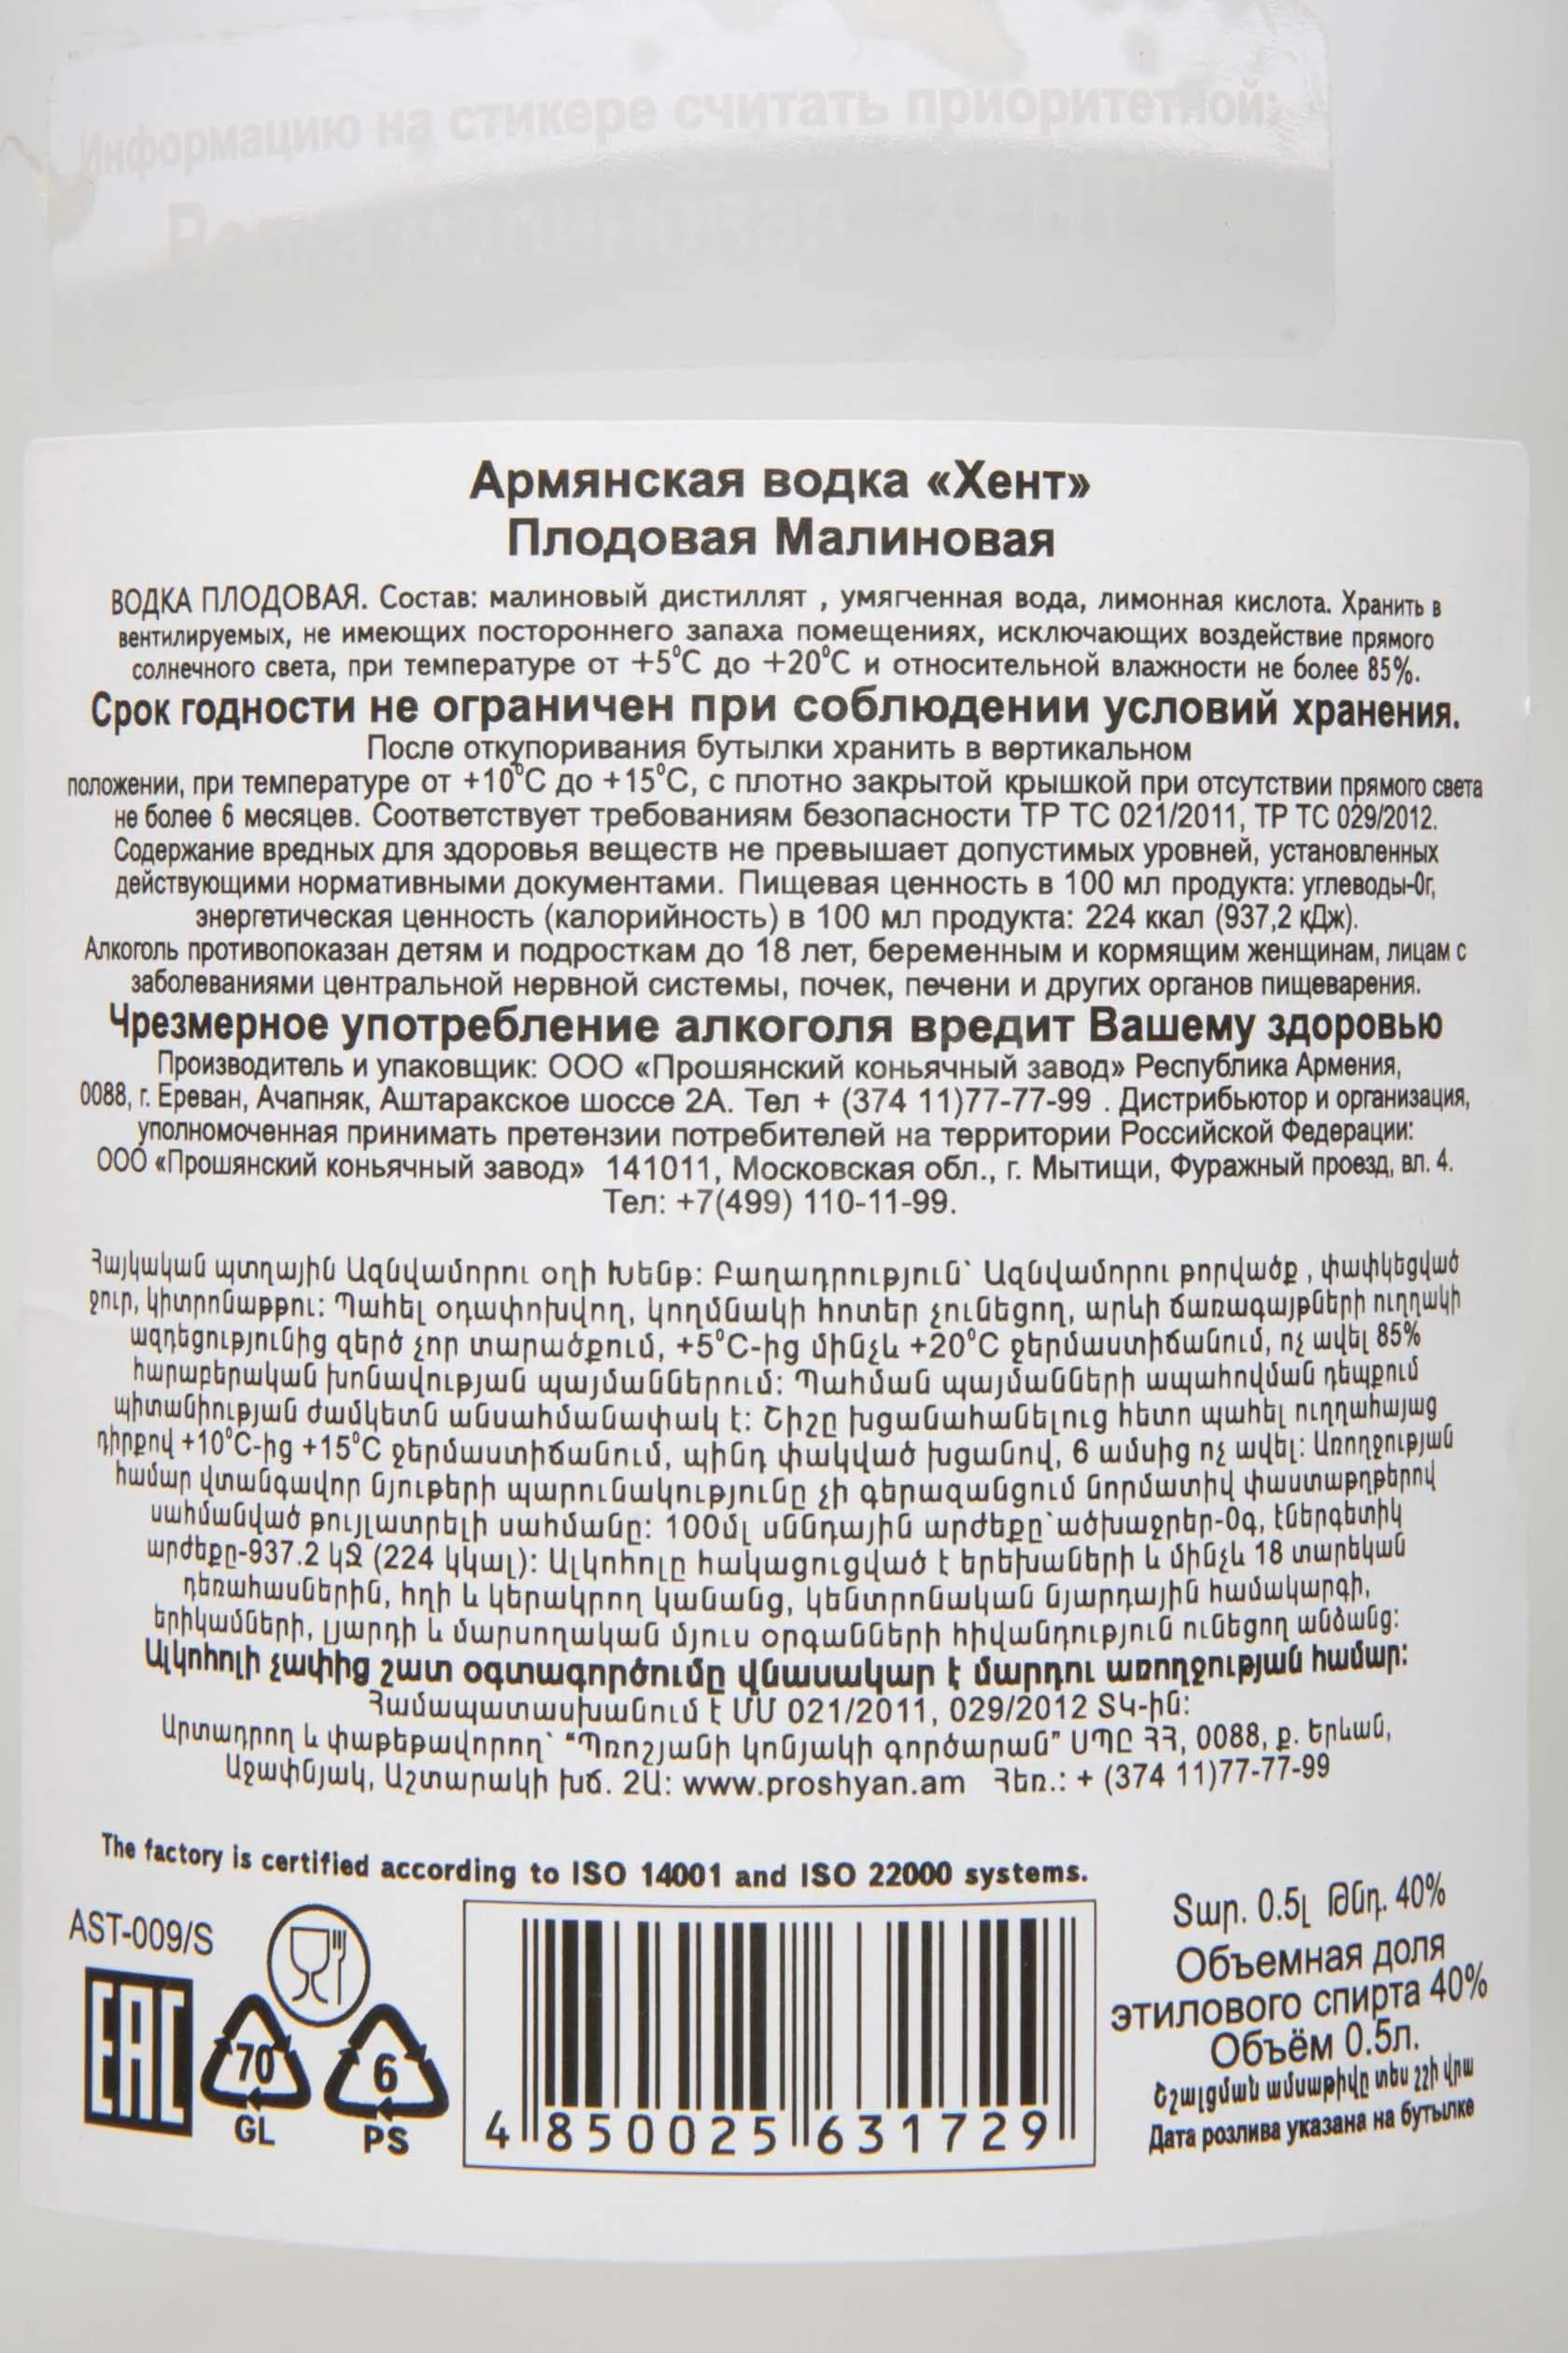 Информацию на стикере считать приоритетной:
Армянская водка «Хент»
Плодовая Малиновая
ВОДКА ПЛОДОВАЯ. Состав: малиновый дистиллят , умягченная вода, лимонная кислота. Хранить в
вентилируемых, не имеющих постороннего запаха помещениях, исключающих воздействие прямого
солнечного света, при температуре от +5°C до +20°C и относительной влажности не более 85%.
Срок годности не ограничен при соблюдении условий хранения.
После откупоривания бутылки хранить в вертикальном
положении, при температуре от +10°C до +15°C, с плотно закрытой крышкой при отсутствии прямого света
не более 6 месяцев. Соответствует требованиям безопасности ТР ТС 021/2011, ТР ТС 029/2012.
Содержание вредных для здоровья веществ не превышает допустимых уровней, установленных
действующими нормативными документами. Пищевая ценность в 100 мл продукта: углеводы-0г,
энергетическая ценность (калорийность) в 100 мл продукта: 224 ккал (937,2 кДж).
Алкоголь противопоказан детям и подросткам до 18 лет, беременным и кормящим женщинам, лицам с
заболеваниями центральной нервной системы, почек, печени и других органов пищеварения.
Чрезмерное употребление алкоголя вредит Вашему здоровью
Производитель и упаковщик: ООО «Прошянский коньячный завод» Республика Армения,
0088, г. Ереван, Ачапняк, Аштаракское шоссе 2А. Тел + (374 11)77-77-99 . Дистрибьютор и организация,
уполномоченная принимать претензии потребителей на территории Российской Федерации:
ООО «Прошянский коньячный завод» 141011, Московская обл., г. Мытищи, Фуражный проезд, вл. 4.
Тел: +7(499) 110-11-99.
Հայկական պտղային Ազնվամորու օղի Խենթ: Բաղադրություն՝ Ազնվամորու թորվածք , փափկեցված
ջուր, կիտրոնաթթու: Պահել օդափոխվող, կողմնակի հոտեր չունեցող, արևի ճառագայթների ուղղակի
ազդեցությունից զերծ չոր տարածքում, +5°C-ից մինչև +20°C ջերմաստիճանում, ոչ ավել 85%
հարաբերական խոնավության պայմաններում: Պահման պայմանների ապահովման դեպքում
պիտանիության ժամկետն անսահմանափակ է: Շիշը խցանահանելուց հետո պահել ուղղահայաց
դիրքով +10°C-ից +15°C ջերմաստիճանում, պինդ փակված խցանով, 6 ամսից ոչ ավել: Առողջության
համար վտանգավոր նյութերի պարունակությունը չի գերազանցում նորմատիվ փաստաթղթերով
սահմանված թույլատրելի սահմանը: 100մլ սննդային արժեքը՝ածխաջրեր-0գ, էներգետիկ
արժեքը-937.2 կՋ (224 կկալ): Ալկոհոլը հակացուցված է երեխաների և մինչև 18 տարեկան
դեռահասներին, հղի և կերակրող կանանց, կենտրոնական նյարդային համակարգի,
երիկամների, լյարդի և մարսողական մյուս օրգանների հիվանդություն ունեցող անձանց:
Ալկոհոլի չափից շատ օգտագործումը վնասակար է մարդու առողջության համար:
Համապատասխանում է ՄՄ 021/2011, 029/2012 ՏԿ-ին:
Արտադրող և փաթեթավորող՝ “Պռոշյանի կոնյակի գործարան” ՍՊԸ ՀՀ, 0088, ք. Երևան,
Աջափնյակ, Աշտարակի խճ. 2Ա: www.proshyan.am Հեռ.: + (374 11)77-77-99
The factory is certified according to ISO 14001 and ISO 22000 systems.
AST-009/S
EAC
70
GL
6
PS
4 850025 631729
Տար. 0.5լ Թնդ. 40%
Объемная доля
этилового спирта 40%
Объём 0.5л.
Շշալցման ամսաթիվը տես շշի վրա
Дата розлива указана на бутылке